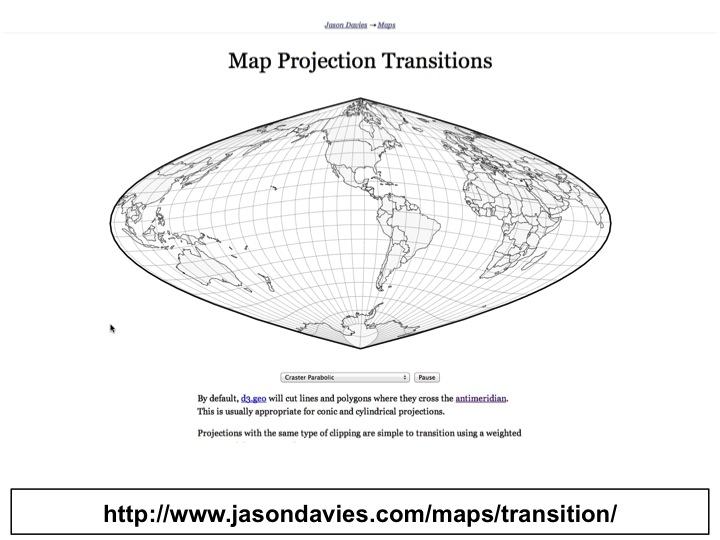 Jason Davies → Maps
Map Projection Transitions
Craster Parabolic Pause
By default, d3.geo will cut lines and polygons where they cross the antimeridian.
This is usually appropriate for conic and cylindrical projections.
Projections with the same type of clipping are simple to transition using a weighted
http://www.jasondavies.com/maps/transition/